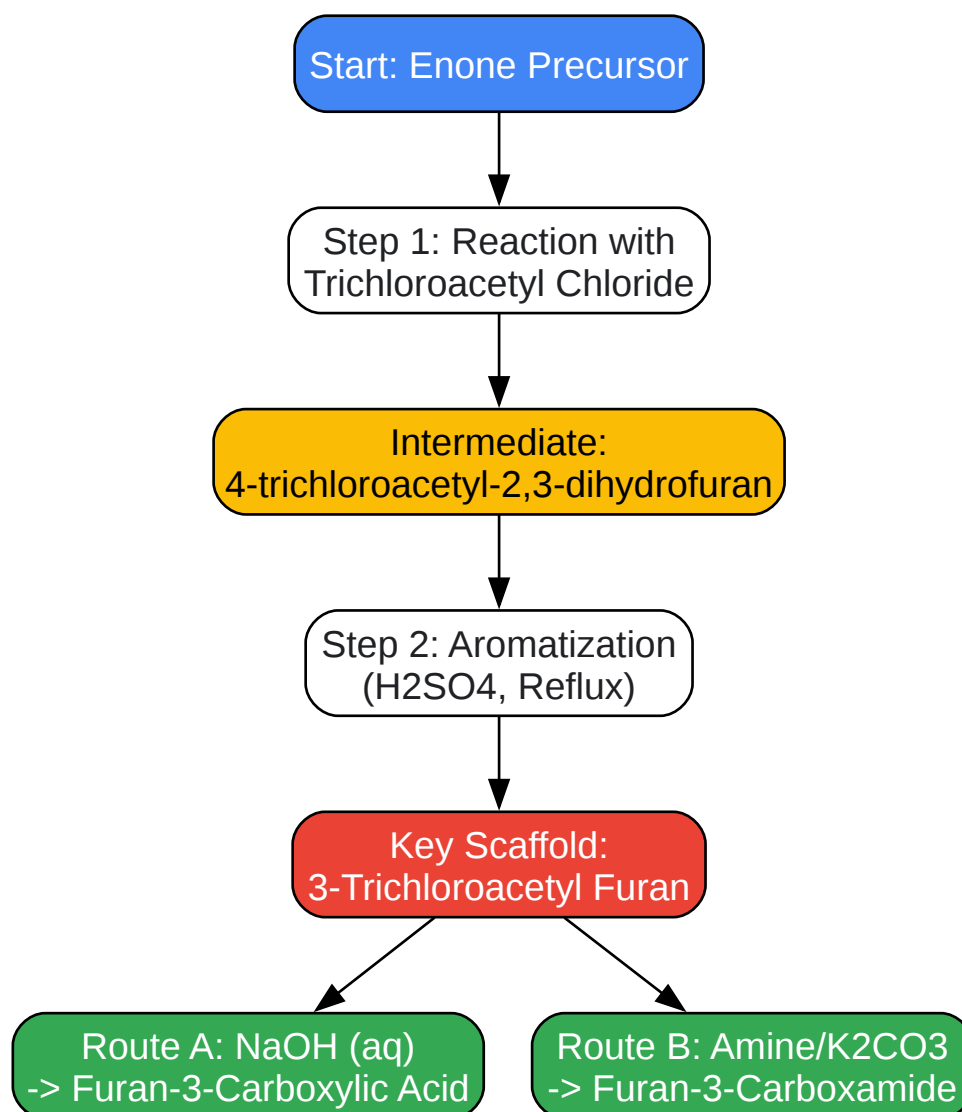 Start: Enone Precursor
Step 1: Reaction with
Trichloroacetyl Chloride
Intermediate:
4-trichloroacetyl-2,3-dihydrofuran
Step 2: Aromatization
(H2SO4, Reflux)
Key Scaffold:
3-Trichloroacetyl Furan
Route A: NaOH (aq)
-> Furan-3-Carboxylic Acid
Route B: Amine/K2CO3
-> Furan-3-Carboxamide